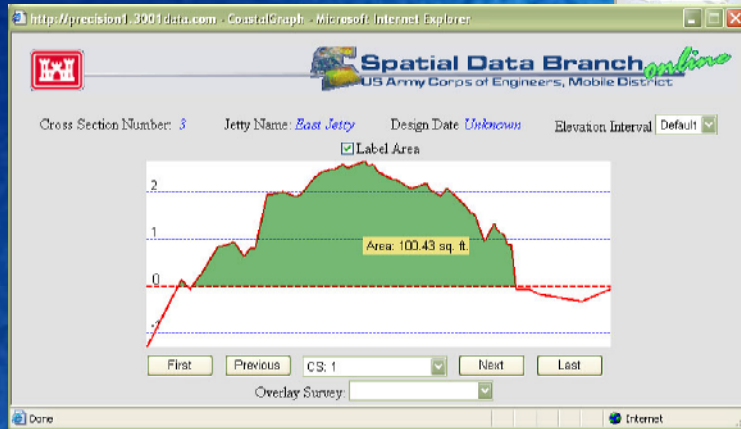 http://precision1.3001data.com - CoastalGraph - Microsoft Internet Explorer
Spatial Data Branch online
US Army Corps of Engineers, Mobile District
Cross Section Number: 3 Jetty Name: East Jetty Design Date Unknown Elevation Interval Default
Label Area
2
1
Area: 100.43 sq. ft.
0
-1
First Previous CS: 1 Next Last
Overlay Survey:
Done Internet